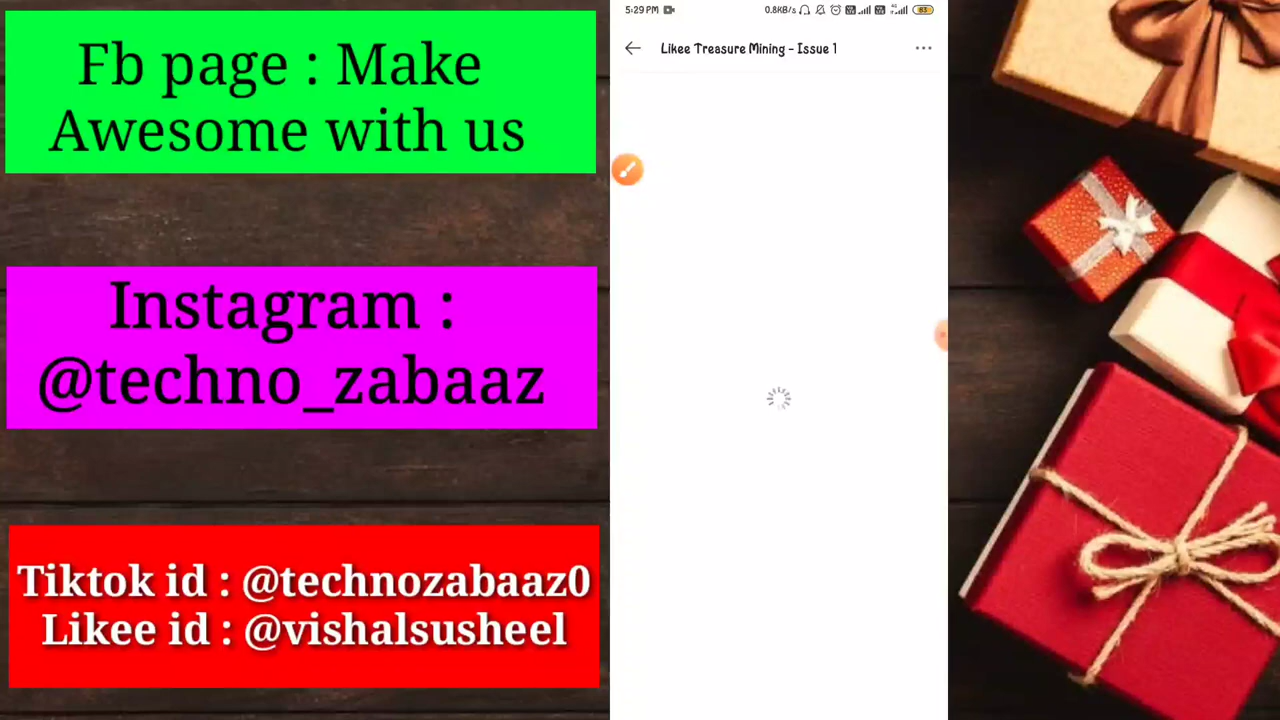 Fb page : Make
Awesome with us
Instagram :
@techno_zabaaz
Tiktok id : @technozabaaz0
Likee id : @vishalsusheel
5:29 PM 0.8KB/s 83
Likee Treasure Mining - Issue 1